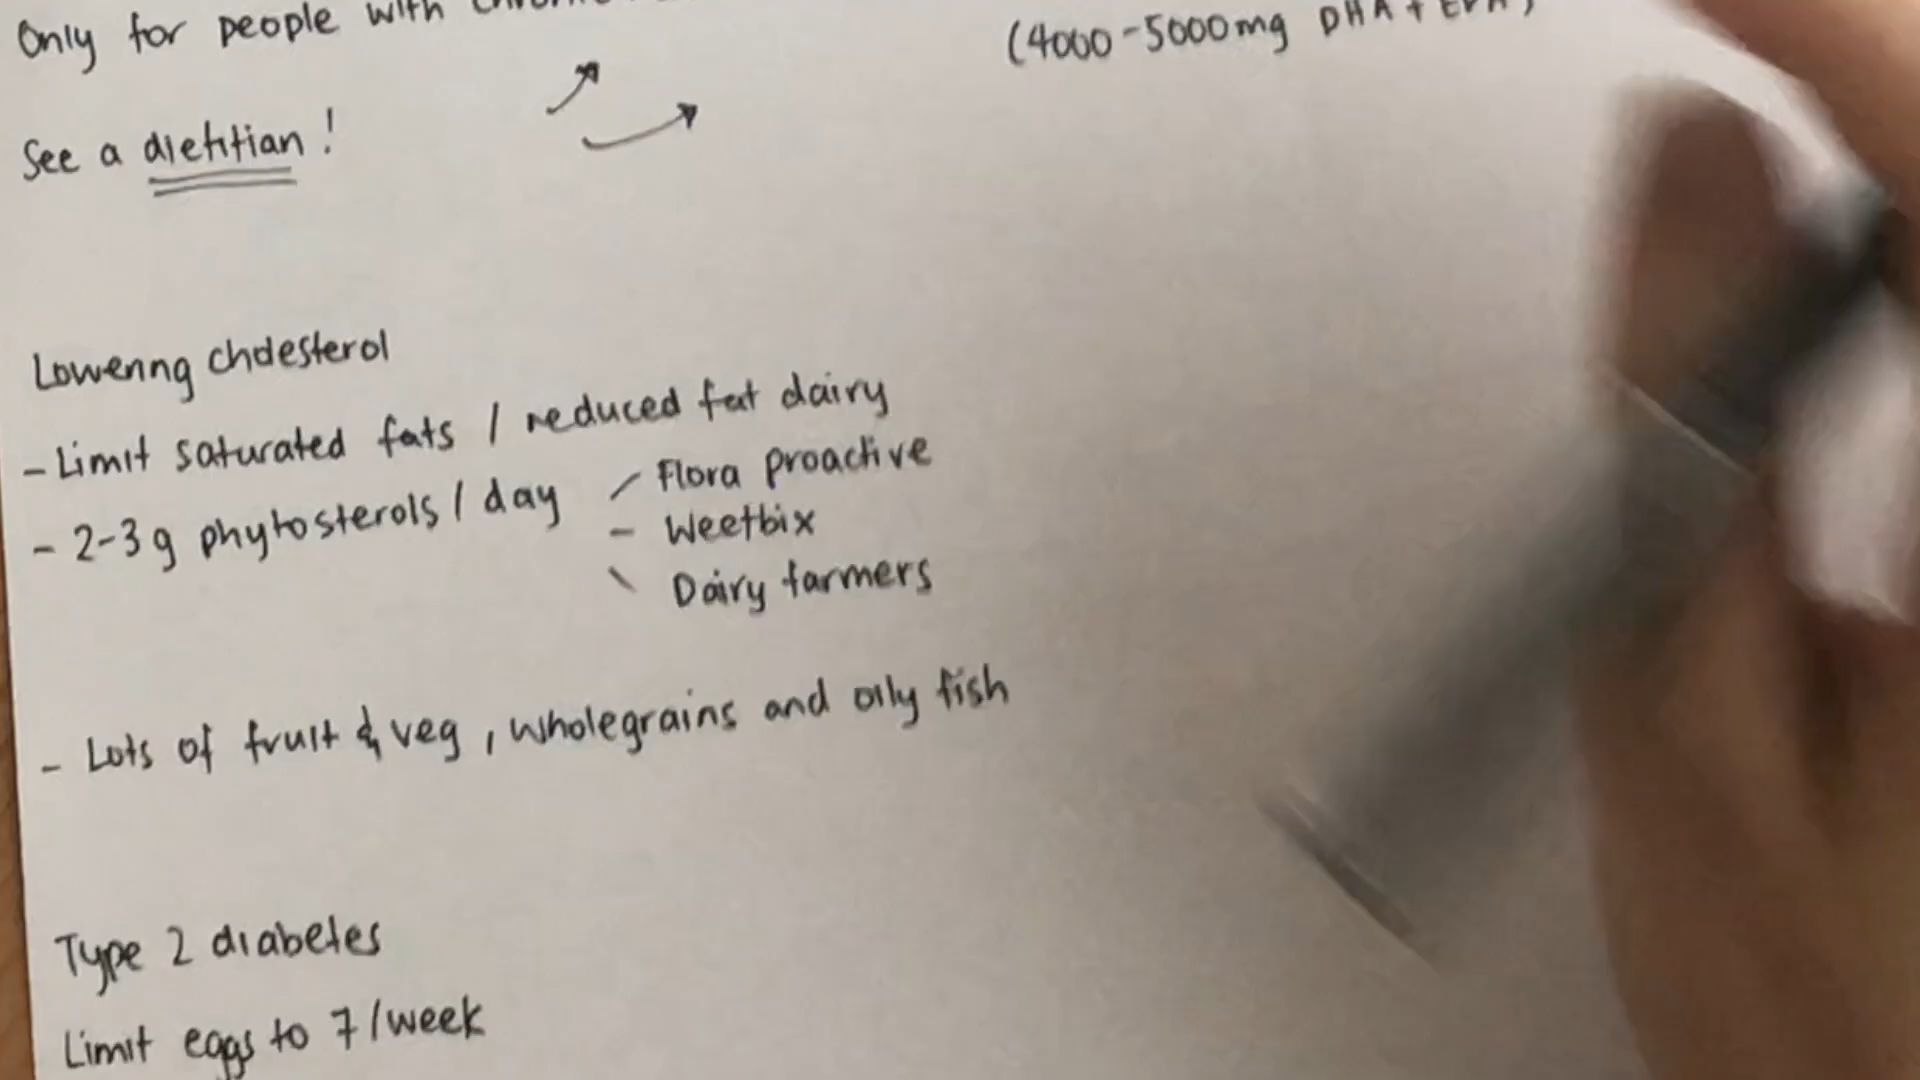 Only for people with
(4000-5000mg DHA + EPA)
See a dietitian!
Lowering cholesterol
- Limit saturated fats / reduced fat dairy
- 2-3g phytosterols / day
- Flora proactive
- Weetbix
- Dairy farmers
- Lots of fruit & veg, wholegrains and oily fish
Type 2 diabetes
Limit eggs to 7/week